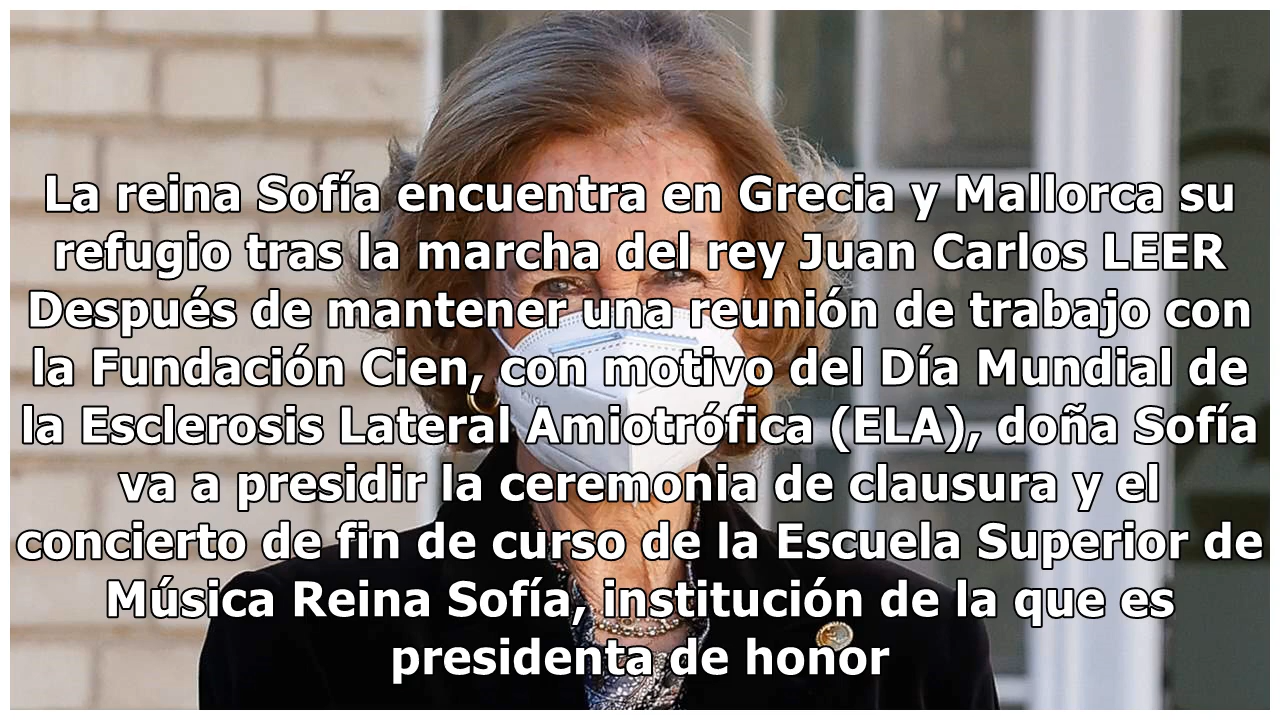 La reina Sofía encuentra en Grecia y Mallorca su
refugio tras la marcha del rey Juan Carlos LEER
Después de mantener una reunión de trabajo con
la Fundación Cien, con motivo del Día Mundial de
la Esclerosis Lateral Amiotrófica (ELA), doña Sofía
va a presidir la ceremonia de clausura y el
concierto de fin de curso de la Escuela Superior de
Música Reina Sofía, institución de la que es
presidenta de honor